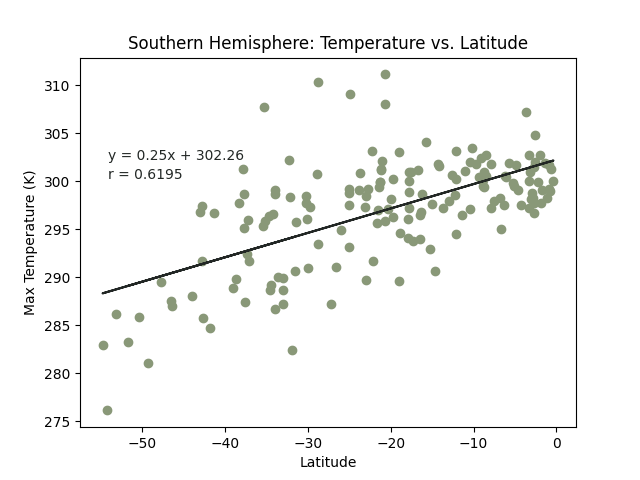 Southern Hemisphere: Temperature vs. Latitude
310
305
y = 0.25x + 302.26
r = 0.6195
300
295
290
285
280
275
Max Temperature (K)
−50
−40
−30
−20
−10
0
Latitude